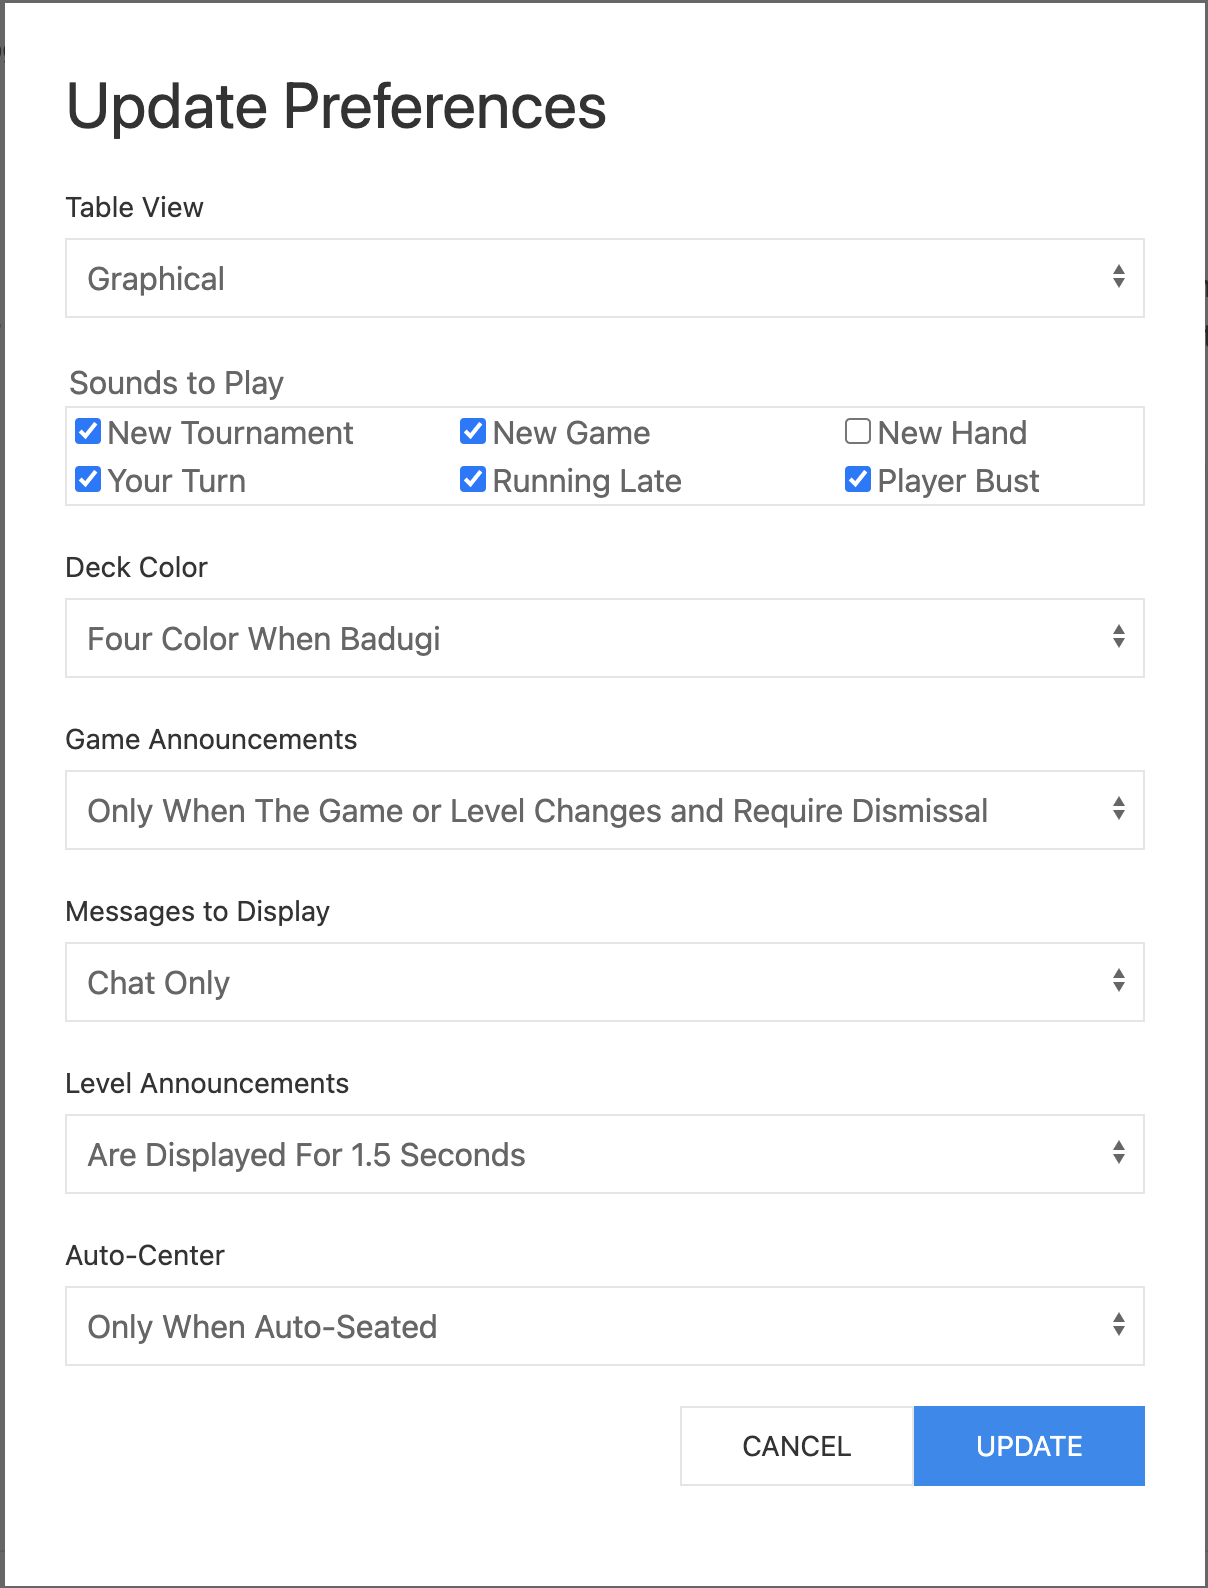 Update Preferences
Table View
Graphical
Sounds to Play
New Tournament New Game New Hand
Your Turn Running Late Player Bust
Deck Color
Four Color When Badugi
Game Announcements
Only When The Game or Level Changes and Require Dismissal
Messages to Display
Chat Only
Level Announcements
Are Displayed For 1.5 Seconds
Auto-Center
Only When Auto-Seated
CANCEL UPDATE